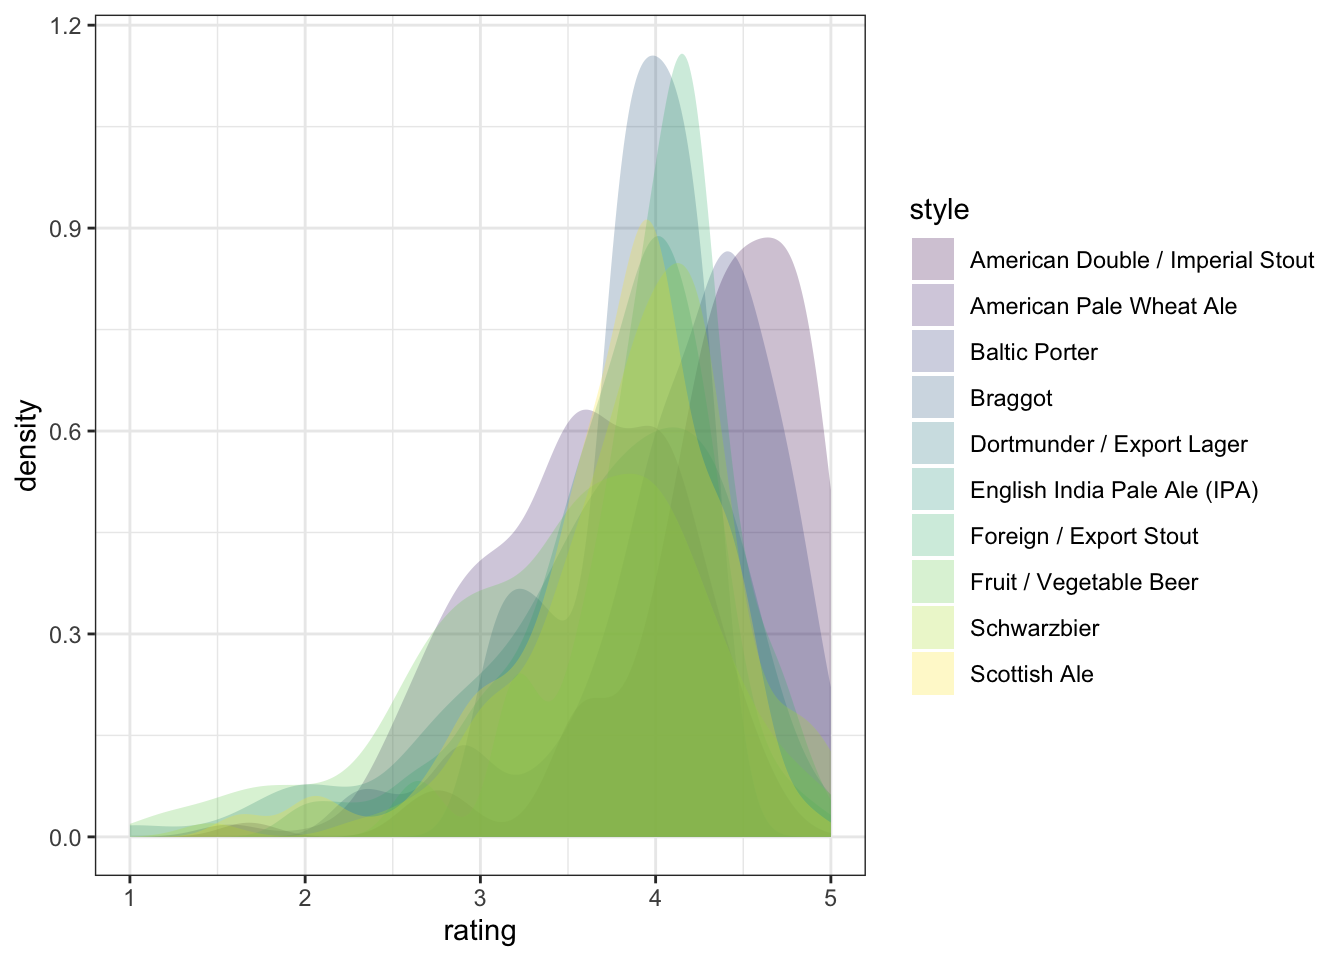 1.2
0.9
0.6
0.3
0.0
density
1 2 3 4 5
rating
style
American Double / Imperial Stout
American Pale Wheat Ale
Baltic Porter
Braggot
Dortmunder / Export Lager
English India Pale Ale (IPA)
Foreign / Export Stout
Fruit / Vegetable Beer
Schwarzbier
Scottish Ale